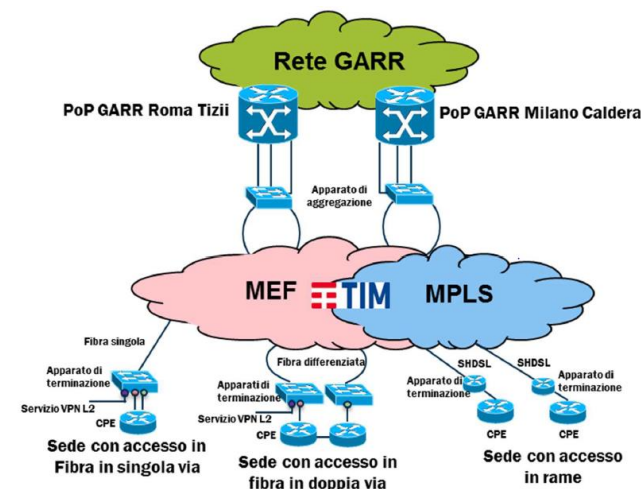 Rete GARR
PoP GARR Roma Tizii
PoP GARR Milano Caldera
Apparato di
aggregazione
MEF
TIM
MPLS
Fibra singola
Fibra differenziata
SHDSL
SHDSL
Apparato di
terminazione
Apparati di
terminazione
Apparato di
terminazione
Apparato di
terminazione
Servizio VPN L2
CPE
Servizio VPN L2
CPE
CPE
CPE
Sede con accesso in
Fibra in singola via
Sede con accesso in
fibra in doppia via
Sede con accesso
in rame